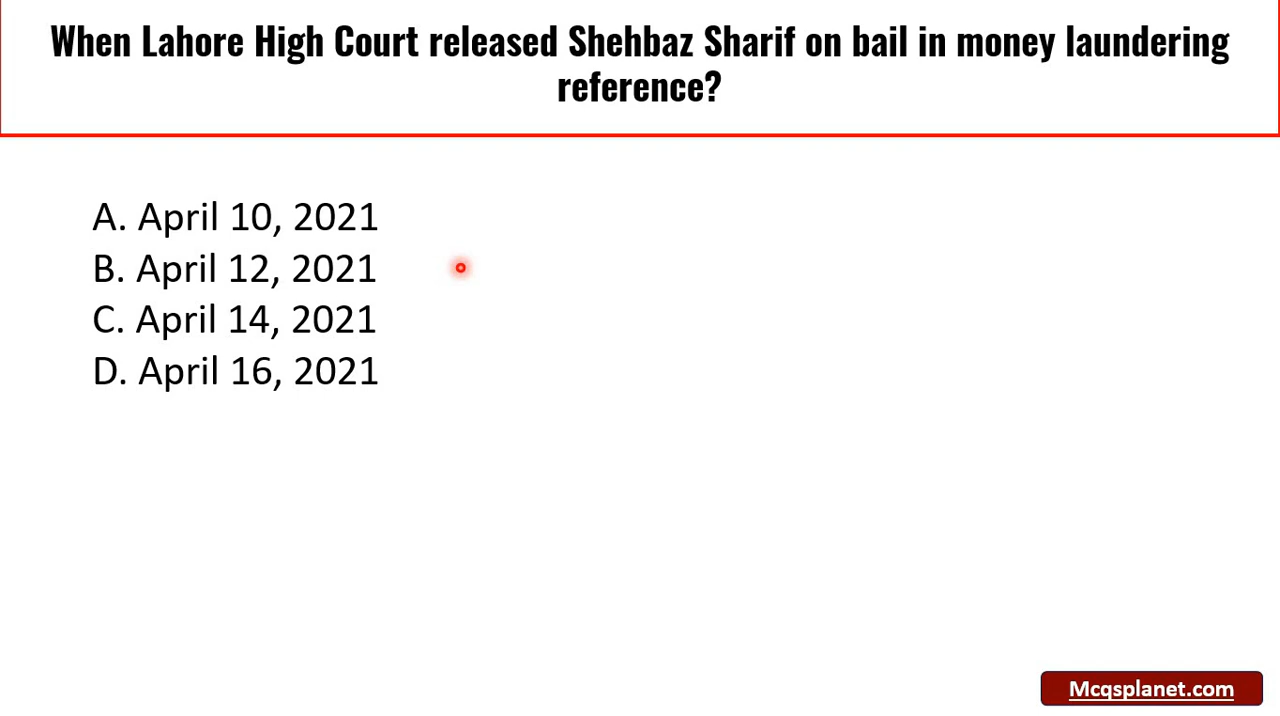 When Lahore High Court released Shehbaz Sharif on bail in money laundering
reference?
A. April 10, 2021
B. April 12, 2021
C. April 14, 2021
D. April 16, 2021
Mcqsplanet.com